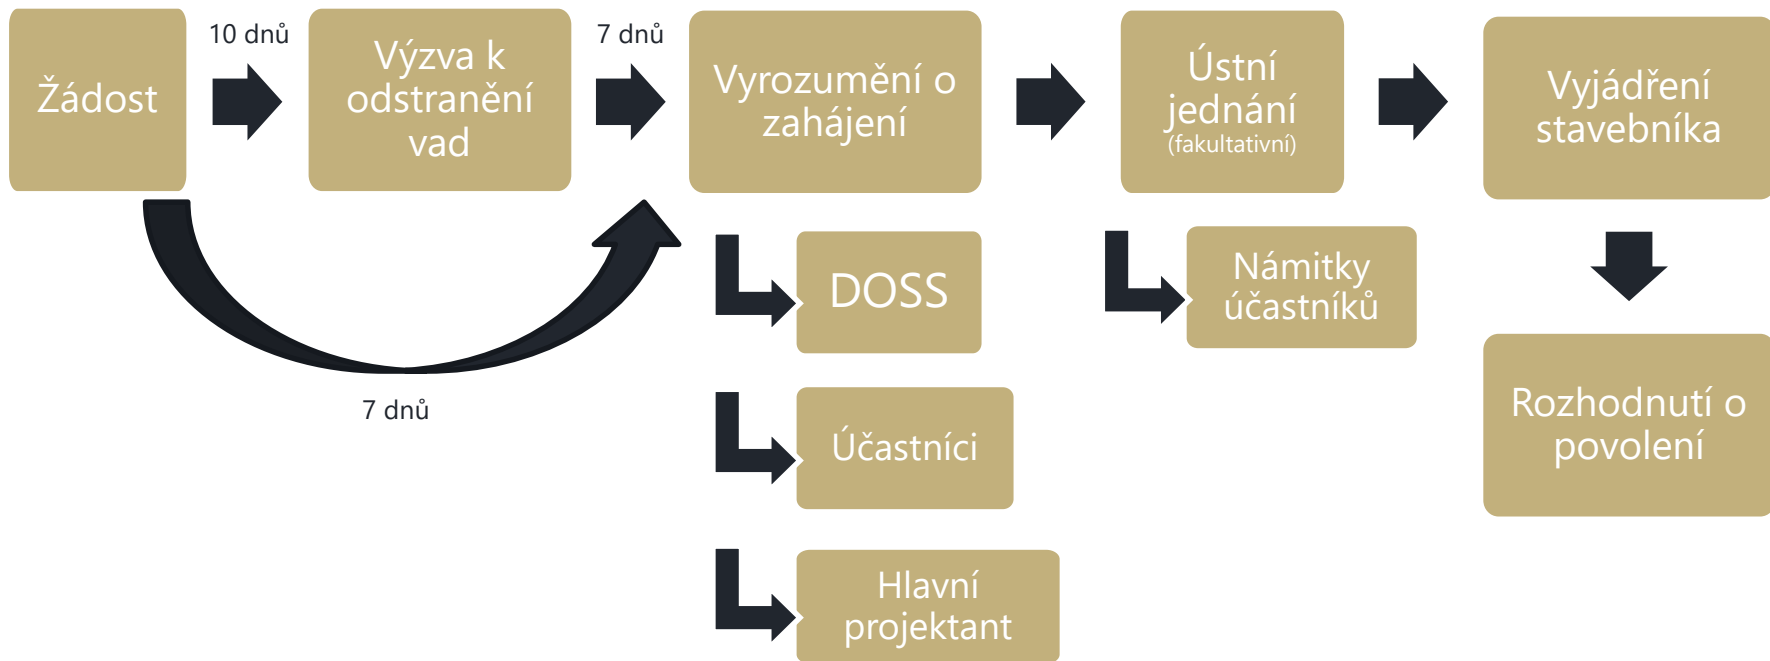 Žádost
10 dnů
Výzva k
odstranění
vad
7 dnů
Vyrozumění o
zahájení
Ústní
jednání
(fakultativní)
Vyjádření
stavebníka
DOSS
Námitky
účastníků
7 dnů
Účastníci
Rozhodnutí o
povolení
Hlavní
projektant